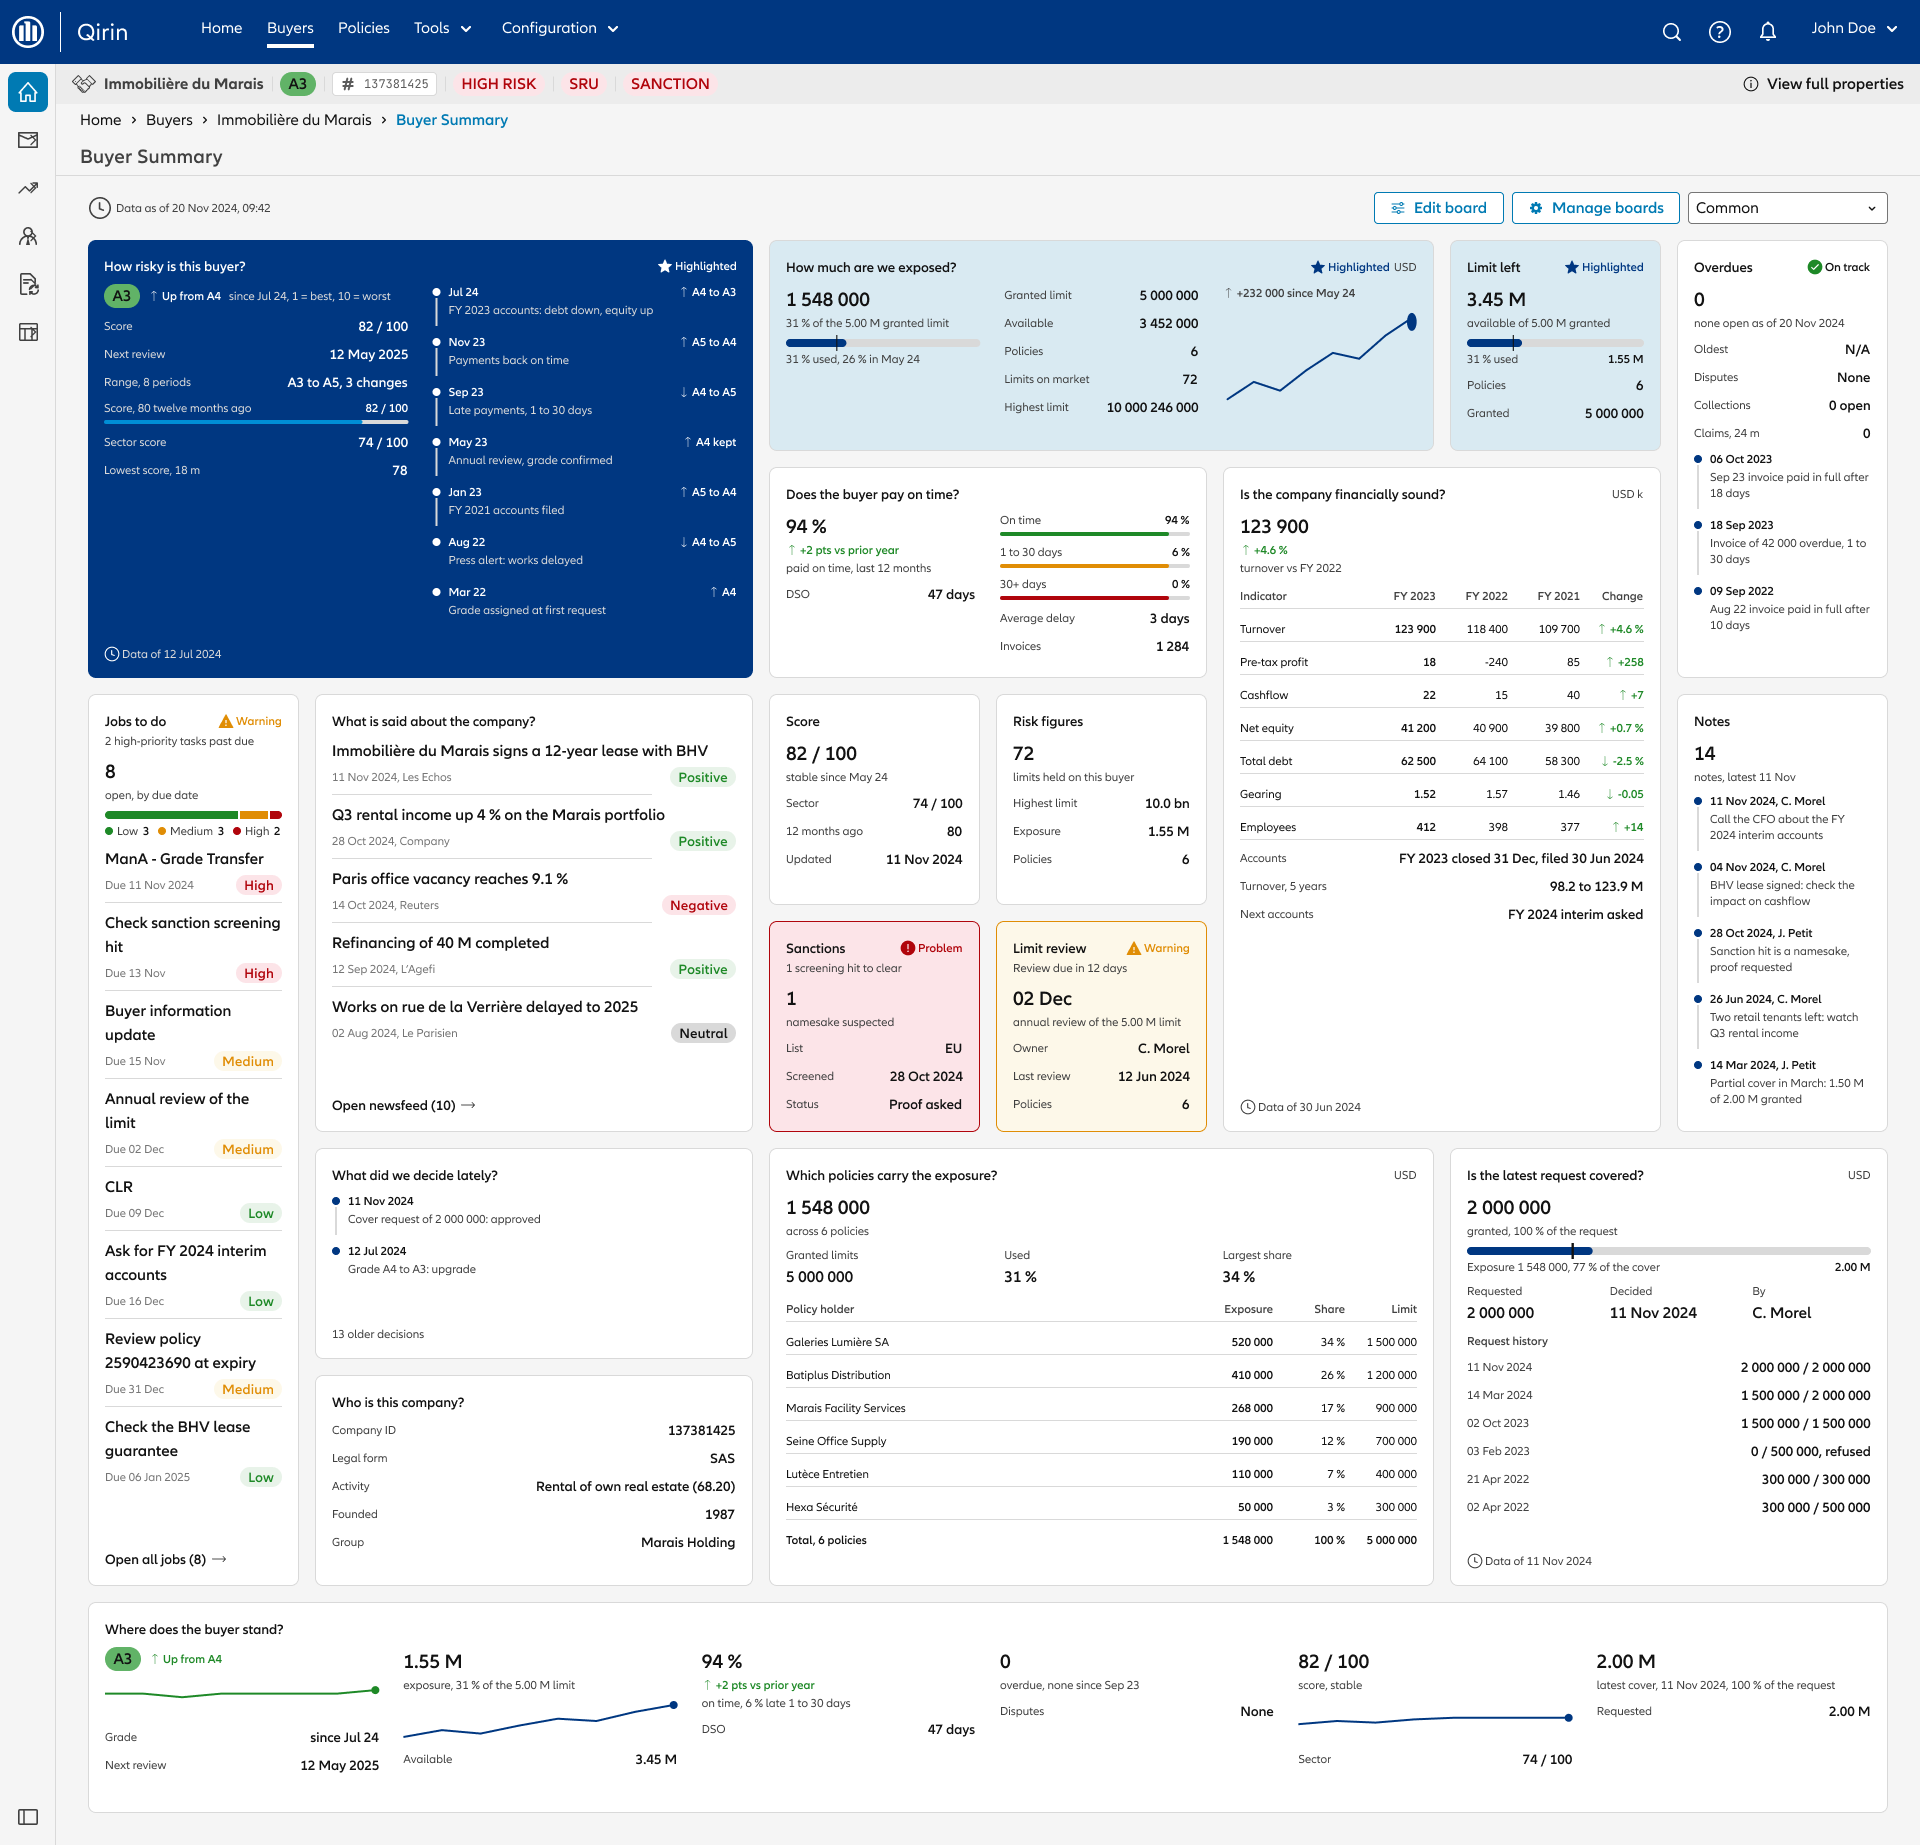 Qirin
Home
Buyers
Policies
Tools
Configuration
John Doe
Immobilière du Marais
A3
# 137381425
HIGH RISK
SRU
SANCTION
View full properties
Home > Buyers > Immobilière du Marais > Buyer Summary
Buyer Summary
Data as of 20 Nov 2024, 09:42
Edit board
Manage boards
Common
How risky is this buyer?
Highlighted
A3 ↑ Up from A4 since Jul 24, 1 = best, 10 = worst
Score 82 / 100
Next review 12 May 2025
Range, 8 periods A3 to A5, 3 changes
Score, 80 twelve months ago 82 / 100
Sector score 74 / 100
Lowest score, 18 m 78
Jul 24 ↑ A4 to A3
FY 2023 accounts: debt down, equity up
Nov 23 ↑ A5 to A4
Payments back on time
Sep 23 ↓ A4 to A5
Late payments, 1 to 30 days
May 23 ↑ A4 kept
Annual review, grade confirmed
Jan 23 ↑ A5 to A4
FY 2021 accounts filed
Aug 22 ↓ A4 to A5
Press alert: works delayed
Mar 22 ↑ A4
Grade assigned at first request
Data of 12 Jul 2024
How much are we exposed?
Highlighted USD
1 548 000
31 % of the 5.00 M granted limit
31 % used, 26 % in May 24
Granted limit 5 000 000
Available 3 452 000
Policies 6
Limits on market 72
Highest limit 10 000 246 000
↑ +232 000 since May 24
Limit left
Highlighted
3.45 M
available of 5.00 M granted
31 % used 1.55 M
Policies 6
Granted 5 000 000
Overdues
On track
0
none open as of 20 Nov 2024
Oldest N/A
Disputes None
Collections 0 open
Claims, 24 m 0
06 Oct 2023
Sep 23 invoice paid in full after
18 days
18 Sep 2023
Invoice of 42 000 overdue, 1 to
30 days
09 Sep 2022
Aug 22 invoice paid in full after
10 days
Does the buyer pay on time?
94 %
↑ +2 pts vs prior year
paid on time, last 12 months
DSO 47 days
On time 94 %
1 to 30 days 6 %
30+ days 0 %
Average delay 3 days
Invoices 1 284
Is the company financially sound?
USD k
123 900
↑ +4.6 %
turnover vs FY 2022
Indicator FY 2023 FY 2022 FY 2021 Change
Turnover 123 900 118 400 109 700 ↑ +4.6 %
Pre-tax profit 18 -240 85 ↑ +258
Cashflow 22 15 40 ↑ +7
Net equity 41 200 40 900 39 800 ↑ +0.7 %
Total debt 62 500 64 100 58 300 ↓ -2.5 %
Gearing 1.52 1.57 1.46 ↓ -0.05
Employees 412 398 377 ↑ +14
Accounts FY 2023 closed 31 Dec, filed 30 Jun 2024
Turnover, 5 years 98.2 to 123.9 M
Next accounts FY 2024 interim asked
Data of 30 Jun 2024
Jobs to do
Warning
2 high-priority tasks past due
8
open, by due date
Low 3 Medium 3 High 2
ManA - Grade Transfer
Due 11 Nov 2024 High
Check sanction screening
hit
Due 13 Nov High
Buyer information
update
Due 15 Nov Medium
Annual review of the
limit
Due 02 Dec Medium
CLR
Due 09 Dec Low
Ask for FY 2024 interim
accounts
Due 16 Dec Low
Review policy
2590423690 at expiry
Due 31 Dec Medium
Check the BHV lease
guarantee
Due 06 Jan 2025 Low
Open all jobs (8) →
What is said about the company?
Immobilière du Marais signs a 12-year lease with BHV
11 Nov 2024, Les Echos Positive
Q3 rental income up 4 % on the Marais portfolio
28 Oct 2024, Company Positive
Paris office vacancy reaches 9.1 %
14 Oct 2024, Reuters Negative
Refinancing of 40 M completed
12 Sep 2024, L'Agefi Positive
Works on rue de la Verrière delayed to 2025
02 Aug 2024, Le Parisien Neutral
Open newsfeed (10) →
Score
82 / 100
stable since May 24
Sector 74 / 100
12 months ago 80
Updated 11 Nov 2024
Risk figures
72
limits held on this buyer
Highest limit 10.0 bn
Exposure 1.55 M
Policies 6
Sanctions
Problem
1 screening hit to clear
1
namesake suspected
List EU
Screened 28 Oct 2024
Status Proof asked
Limit review
Warning
Review due in 12 days
02 Dec
annual review of the 5.00 M limit
Owner C. Morel
Last review 12 Jun 2024
Policies 6
Notes
14
notes, latest 11 Nov
11 Nov 2024, C. Morel
Call the CFO about the FY
2024 interim accounts
04 Nov 2024, C. Morel
BHV lease signed: check the
impact on cashflow
28 Oct 2024, J. Petit
Sanction hit is a namesake,
proof requested
26 Jun 2024, C. Morel
Two retail tenants left: watch
Q3 rental income
14 Mar 2024, J. Petit
Partial cover in March: 1.50 M
of 2.00 M granted
What did we decide lately?
11 Nov 2024
Cover request of 2 000 000: approved
12 Jul 2024
Grade A4 to A3: upgrade
13 older decisions
Who is this company?
Company ID 137381425
Legal form SAS
Activity Rental of own real estate (68.20)
Founded 1987
Group Marais Holding
Which policies carry the exposure?
USD
1 548 000
across 6 policies
Granted limits Used Largest share
5 000 000 31 % 34 %
Policy holder Exposure Share Limit
Galeries Lumière SA 520 000 34 % 1 500 000
Batiplus Distribution 410 000 26 % 1 200 000
Marais Facility Services 268 000 17 % 900 000
Seine Office Supply 190 000 12 % 700 000
Lutèce Entretien 110 000 7 % 400 000
Hexa Sécurité 50 000 3 % 300 000
Total, 6 policies 1 548 000 100 % 5 000 000
Is the latest request covered?
USD
2 000 000
granted, 100 % of the request
Exposure 1 548 000, 77 % of the cover 2.00 M
Requested Decided By
2 000 000 11 Nov 2024 C. Morel
Request history
11 Nov 2024 2 000 000 / 2 000 000
14 Mar 2024 1 500 000 / 2 000 000
02 Oct 2023 1 500 000 / 1 500 000
03 Feb 2023 0 / 500 000, refused
21 Apr 2022 300 000 / 300 000
02 Apr 2022 300 000 / 500 000
Data of 11 Nov 2024
Where does the buyer stand?
A3 ↑ Up from A4
Grade since Jul 24
Next review 12 May 2025
1.55 M
exposure, 31 % of the 5.00 M limit
Available 3.45 M
94 %
↑ +2 pts vs prior year
on time, 6 % late 1 to 30 days
DSO 47 days
0
overdue, none since Sep 23
Disputes None
82 / 100
score, stable
Sector 74 / 100
2.00 M
latest cover, 11 Nov 2024, 100 % of the request
Requested 2.00 M